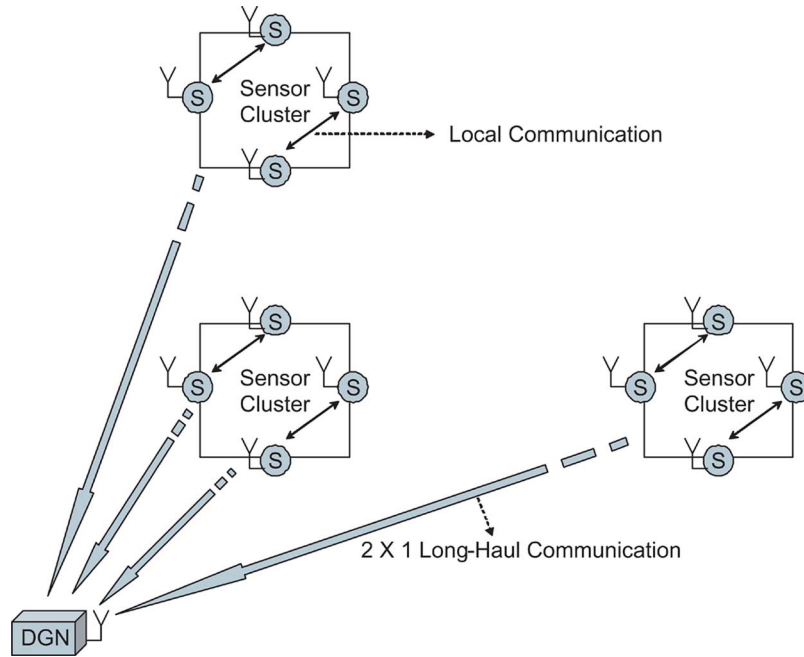 S
S
Sensor
Cluster
S
S
Local Communication
S
S
Sensor
Cluster
S
S
S
S
Sensor
Cluster
S
S
2 X 1 Long-Haul Communication
DGN